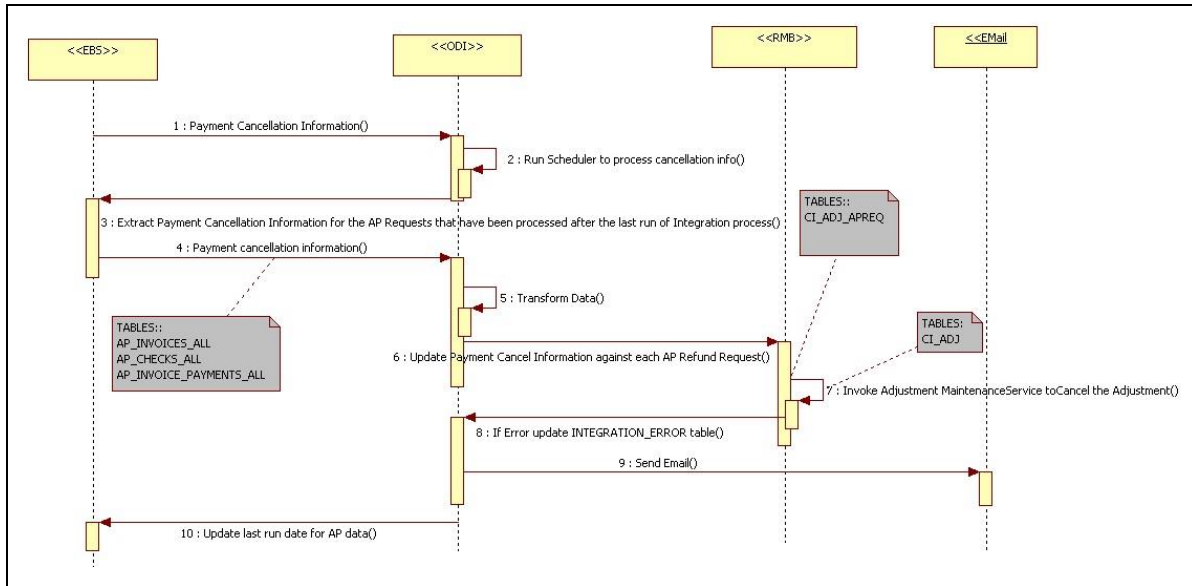 <<EBS>>
<<ODI>>
<<RMB>>
<<EMail
1 : Payment Cancellation Information()
2 : Run Scheduler to process cancellation info()
TABLES::
CI_ADJ_APREQ
3 : Extract Payment Cancellation Information for the AP Requests that have been processed after the last run of Integration process()
4 : Payment cancellation information()
5 : Transform Data()
TABLES::
AP_INVOICES_ALL
AP_CHECKS_ALL
AP_INVOICE_PAYMENTS_ALL
TABLES:
CI_ADJ
6 : Update Payment Cancel Information against each AP Refund Request()
7 : Invoke Adjustment MaintenanceService toCancel the Adjustment()
8 : If Error update INTEGRATION_ERROR table()
9 : Send Email()
10 : Update last run date for AP data()